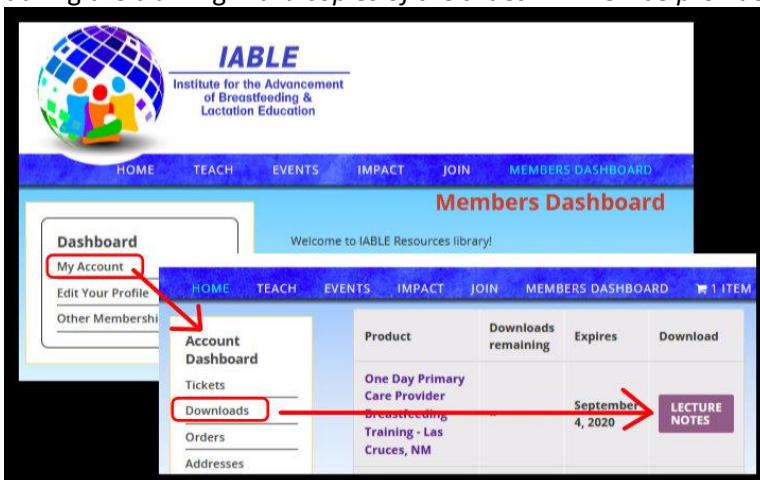 IABLE
Institute for the Advancement
of Breastfeeding &
Lactation Education
HOME TEACH EVENTS IMPACT JOIN MEMBERS DASHBOARD
Members Dashboard
Dashboard
My Account
Edit Your Profile
Welcome to IABLE Resources library!
HOME TEACH EVENTS IMPACT JOIN MEMBERS DASHBOARD 1 ITEM
Account
Dashboard
Tickets
Downloads
Orders
Addresses
Product
Downloads
remaining
Expires
Download
One Day Primary
Care Provider
Breastfeeding
Training - Las
Cruces, NM
September
4, 2020
LECTURE
NOTES